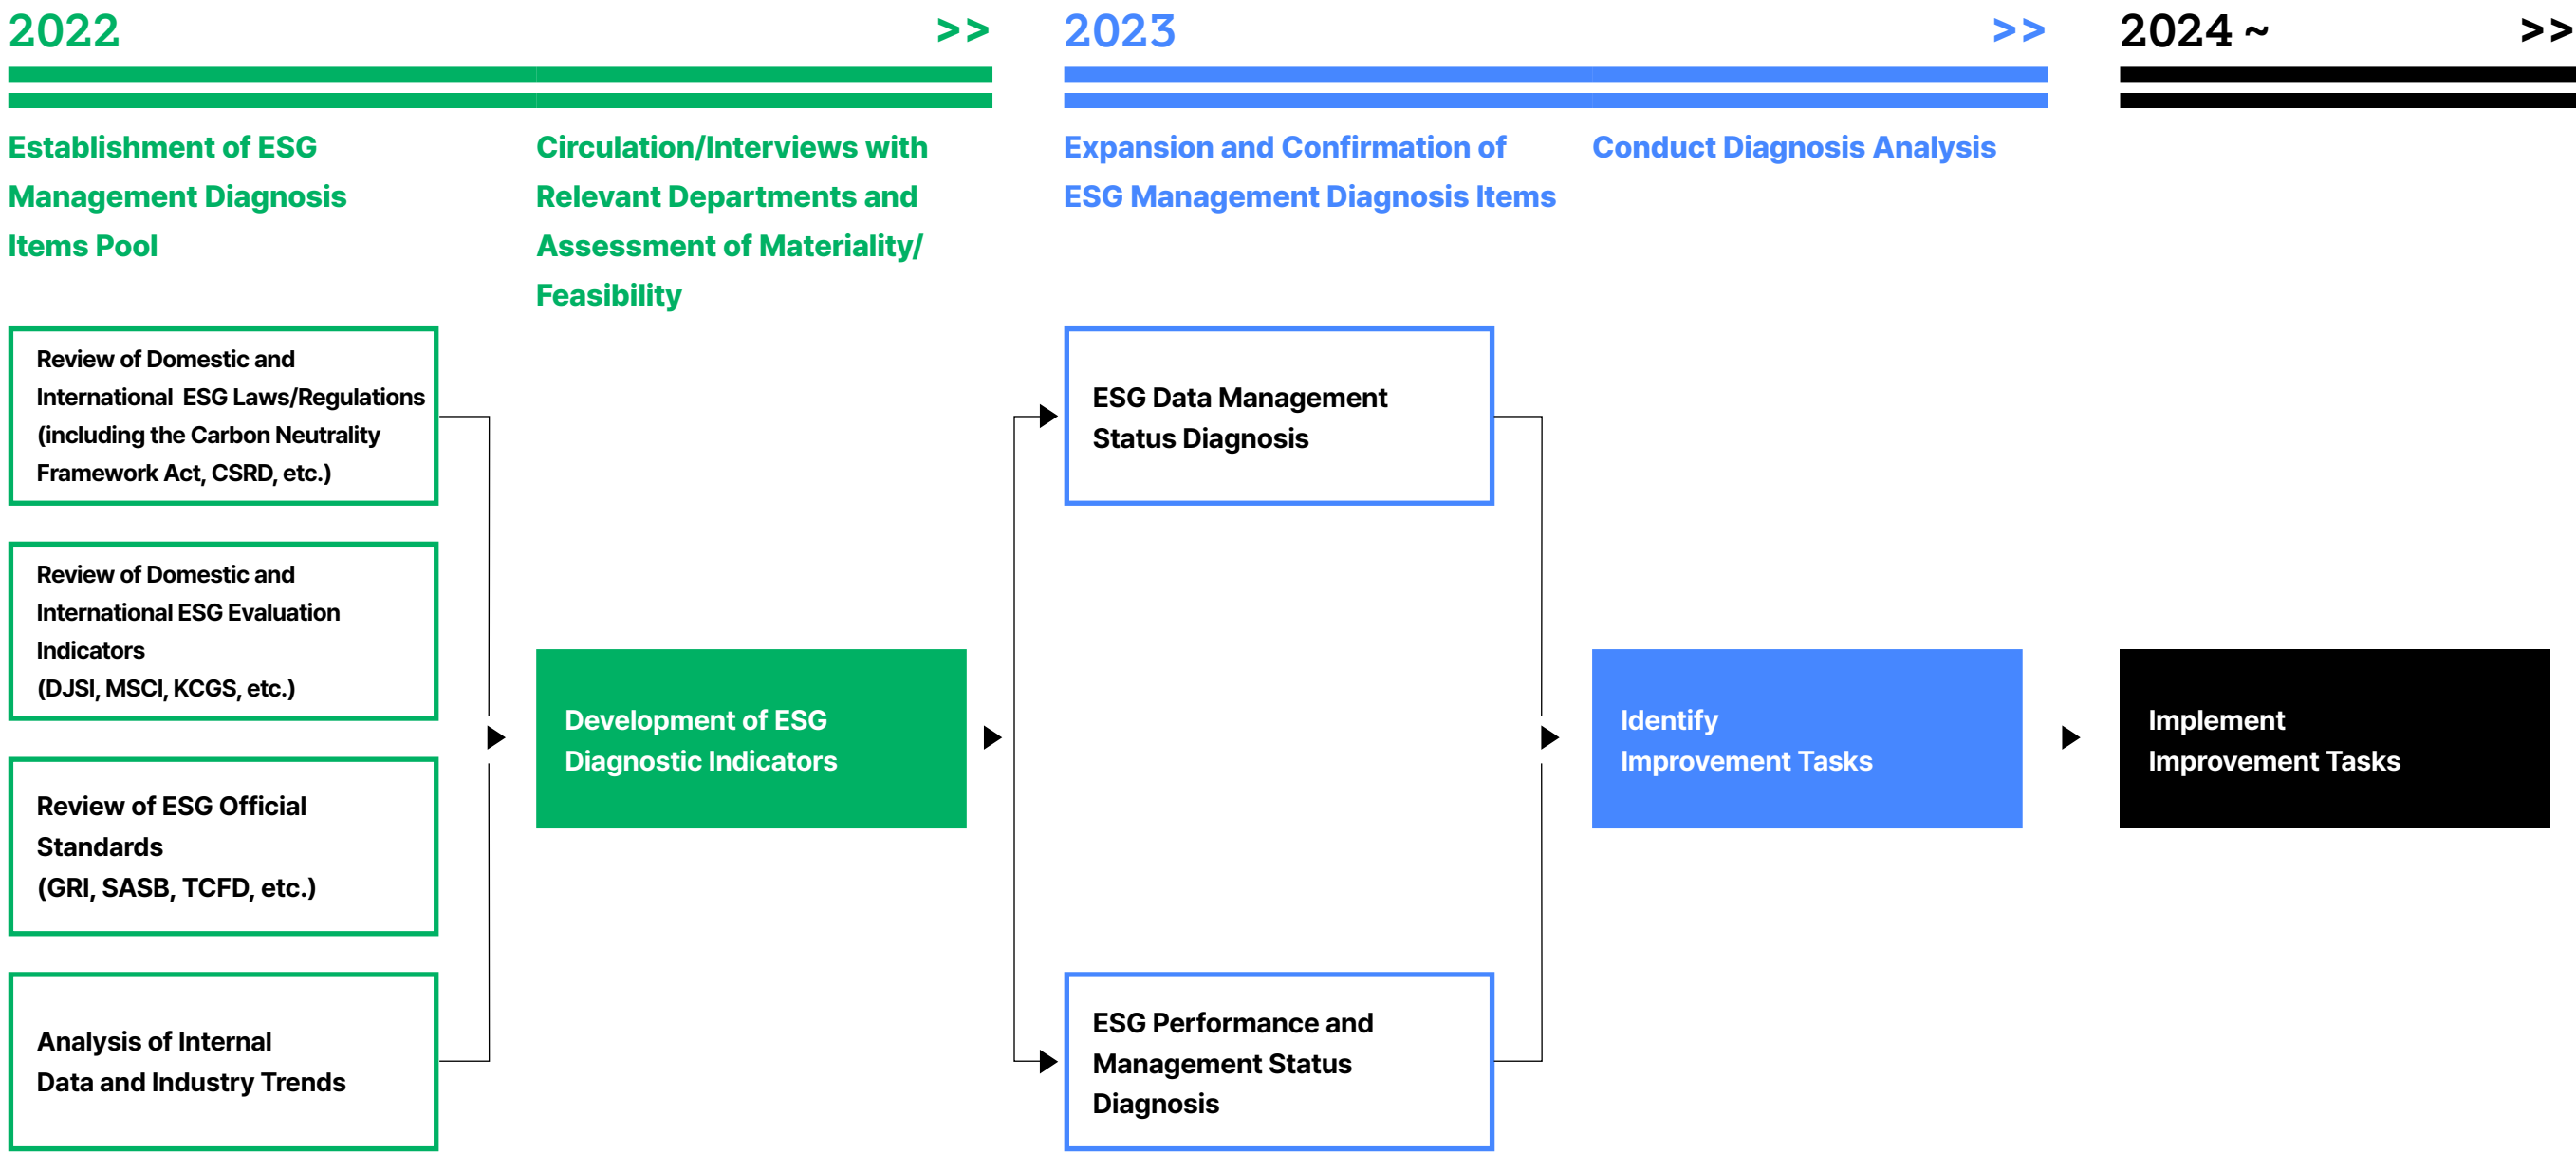 2022 >>
2023 >>
2024 ~ >>
Establishment of ESG
Management Diagnosis
Items Pool
Circulation/Interviews with
Relevant Departments and
Assessment of Materiality/
Feasibility
Expansion and Confirmation of
ESG Management Diagnosis Items
Conduct Diagnosis Analysis
Review of Domestic and
International ESG Laws/Regulations
(including the Carbon Neutrality
Framework Act, CSRD, etc.)
Review of Domestic and
International ESG Evaluation
Indicators
(DJSI, MSCI, KCGS, etc.)
Review of ESG Official
Standards
(GRI, SASB, TCFD, etc.)
Analysis of Internal
Data and Industry Trends
Development of ESG
Diagnostic Indicators
ESG Data Management
Status Diagnosis
ESG Performance and
Management Status
Diagnosis
Identify
Improvement Tasks
Implement
Improvement Tasks